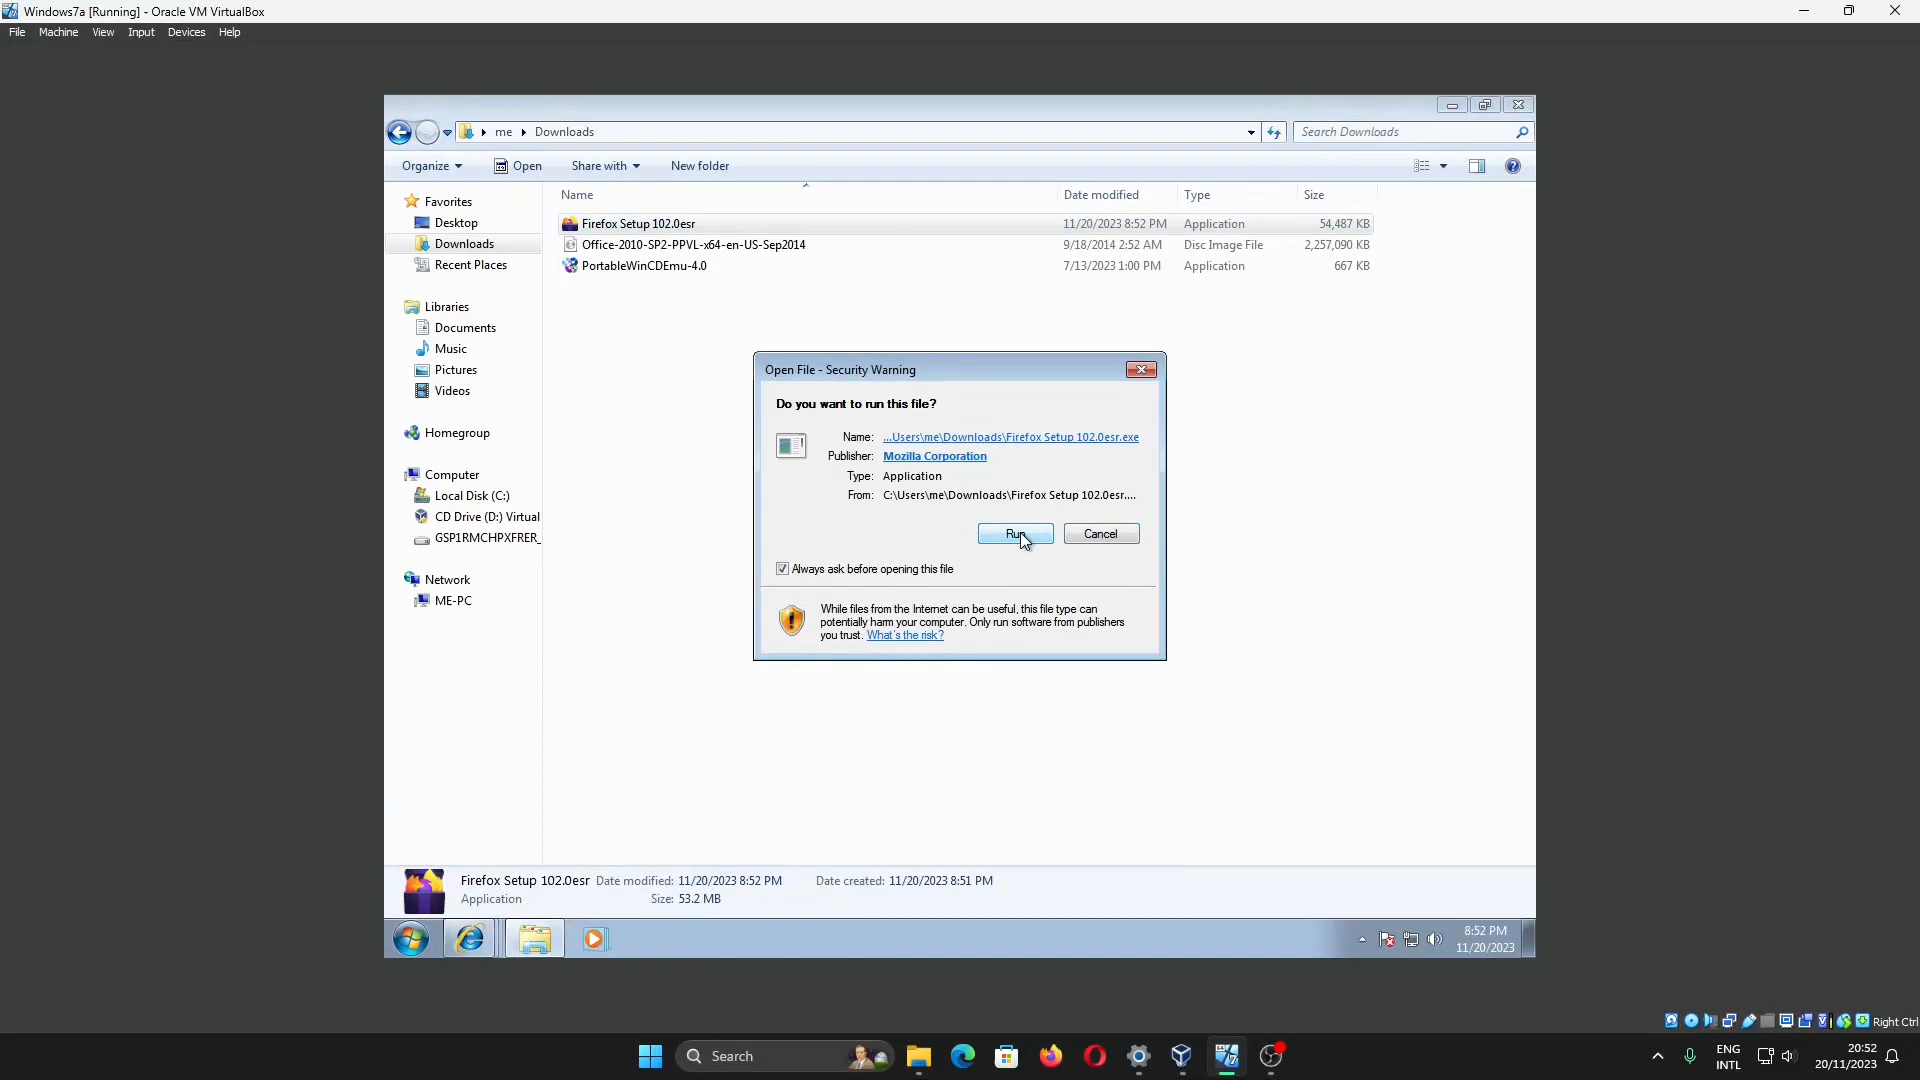 Windows7a [Running] - Oracle VM VirtualBox
File Machine View Input Devices Help
me Downloads
Search Downloads
Organize Open Share with New folder
Name Date modified Type Size
Favorites
Desktop
Downloads
Recent Places
Libraries
Documents
Music
Pictures
Videos
Homegroup
Computer
Local Disk (C:)
CD Drive (D:) Virtual
GSP1RMCHPXFRER_
Network
ME-PC
Firefox Setup 102.0esr 11/20/2023 8:52 PM Application 54,487 KB
Office-2010-SP2-PPVL-x64-en-US-Sep2014 9/18/2014 2:52 AM Disc Image File 2,257,090 KB
PortableWinCDEmu-4.0 7/13/2023 1:00 PM Application 667 KB
Open File - Security Warning
Do you want to run this file?
Name: ...Users\me\Downloads\Firefox Setup 102.0esr.exe
Publisher: Mozilla Corporation
Type: Application
From: C:\Users\me\Downloads\Firefox Setup 102.0esr....
Run Cancel
Always ask before opening this file
While files from the Internet can be useful, this file type can
potentially harm your computer. Only run software from publishers
you trust. What's the risk?
Firefox Setup 102.0esr Date modified: 11/20/2023 8:52 PM Date created: 11/20/2023 8:51 PM
Application Size: 53.2 MB
8:52 PM
11/20/2023
Right Ctrl
Search
ENG
INTL
20:52
20/11/2023